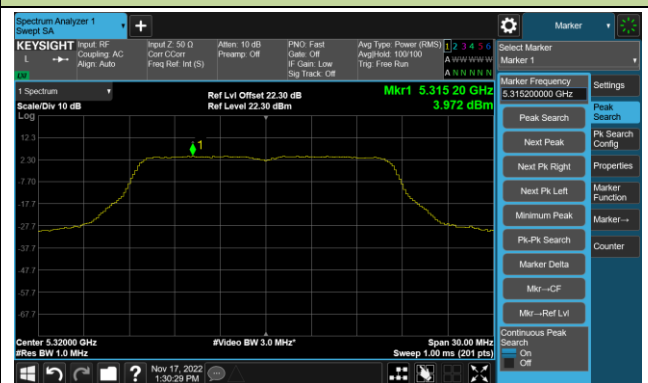 Spectrum Analyzer 1
Swept SA
+
Marker
KEYSIGHT
L
LNI
Input: RF
Coupling: AC
Align: Auto
Input Z: 50 Ω
Corr CCorr
Freq Ref: Int (S)
Atten: 10 dB
Preamp: Off
PNO: Fast
Gate: Off
IF Gain: Low
Sig Track: Off
Avg Type: Power (RMS)
Avg|Hold: 100/100
Trig: Free Run
1 2 3 4 5 6
A W W W W W
A N N N N N
Select Marker
Marker 1
1 Spectrum
Scale/Div 10 dB
Log
Ref Lvl Offset 22.30 dB
Ref Level 22.30 dBm
Mkr1 5.315 20 GHz
3.972 dBm
1
12.3
2.30
-7.70
-17.7
-27.7
-37.7
-47.7
-57.7
-67.7
Center 5.32000 GHz
#Res BW 1.0 MHz
#Video BW 3.0 MHz*
Span 30.00 MHz
Sweep 1.00 ms (201 pts)
Marker Frequency
5.315200000 GHz
Peak Search
Next Peak
Next Pk Right
Next Pk Left
Minimum Peak
Pk-Pk Search
Marker Delta
Mkr→CF
Mkr→Ref Lvl
Continuous Peak
Search
On
Off
Settings
Peak
Search
Pk Search
Config
Properties
Marker
Function
Marker→
Counter
?
Nov 17, 2022
1:30:29 PM